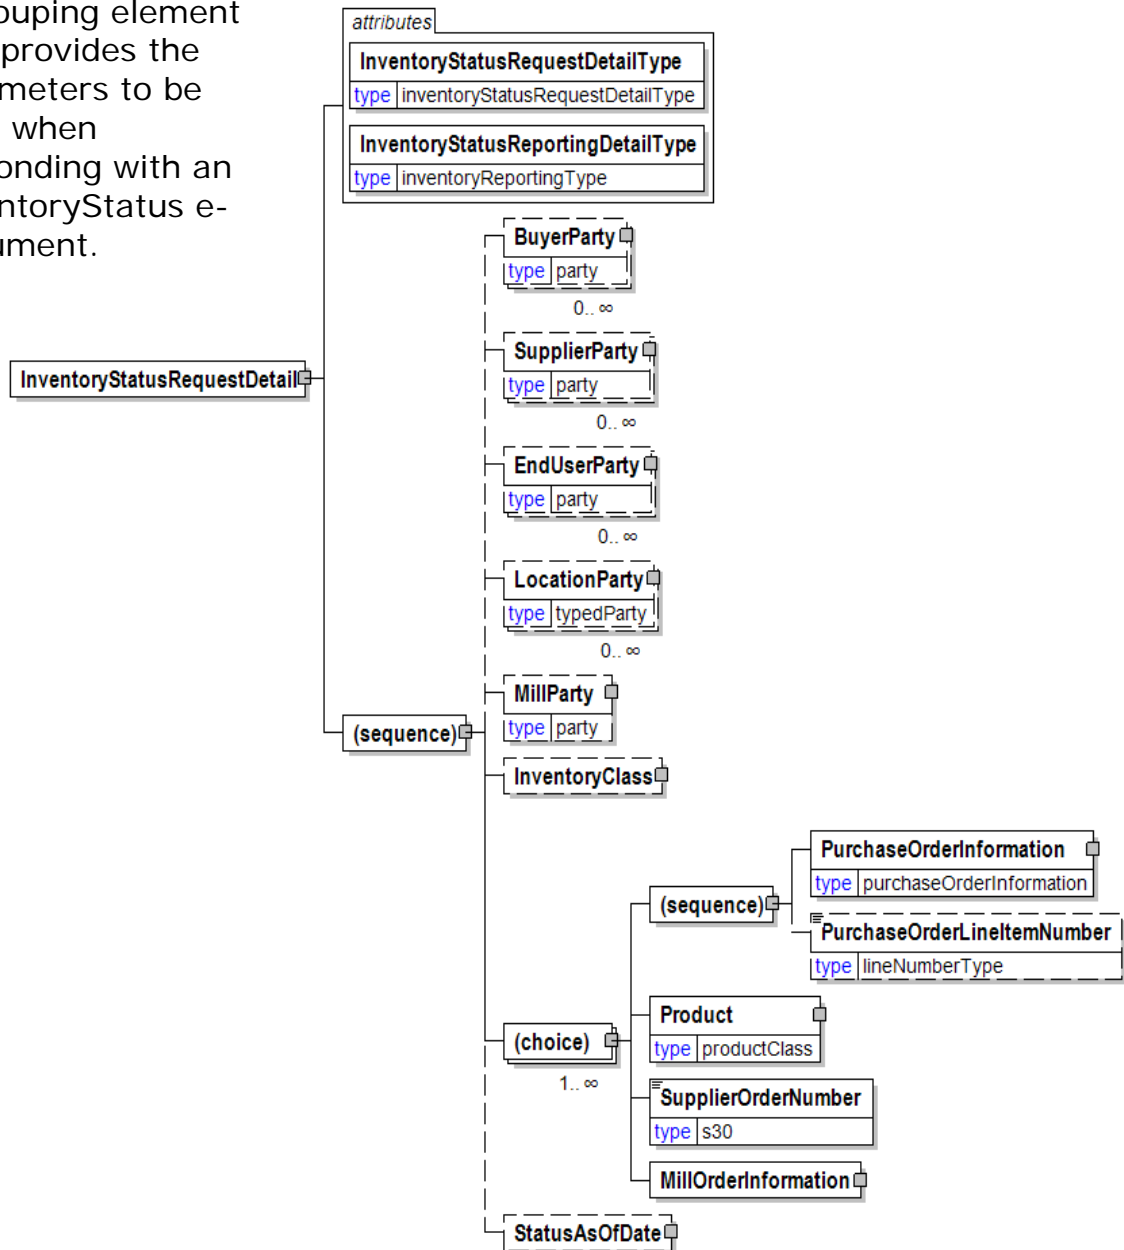 ouping element
provides the
meters to be
when
onding with an
ntoryStatus e-
ument.
attributes
InventoryStatusRequestDetailType
type inventoryStatusRequestDetailType
InventoryStatusReportingDetailType
type inventoryReportingType
BuyerParty
type party
0.. ∞
SupplierParty
type party
0.. ∞
InventoryStatusRequestDetail
EndUserParty
type party
0.. ∞
LocationParty
type typedParty
0.. ∞
MillParty
type party
(sequence)
InventoryClass
PurchaseOrderInformation
type purchaseOrderInformation
(sequence)
PurchaseOrderLineItemNumber
type lineNumberType
Product
type productClass
(choice)
1.. ∞
SupplierOrderNumber
type s30
MillOrderInformation
StatusAsOfDate